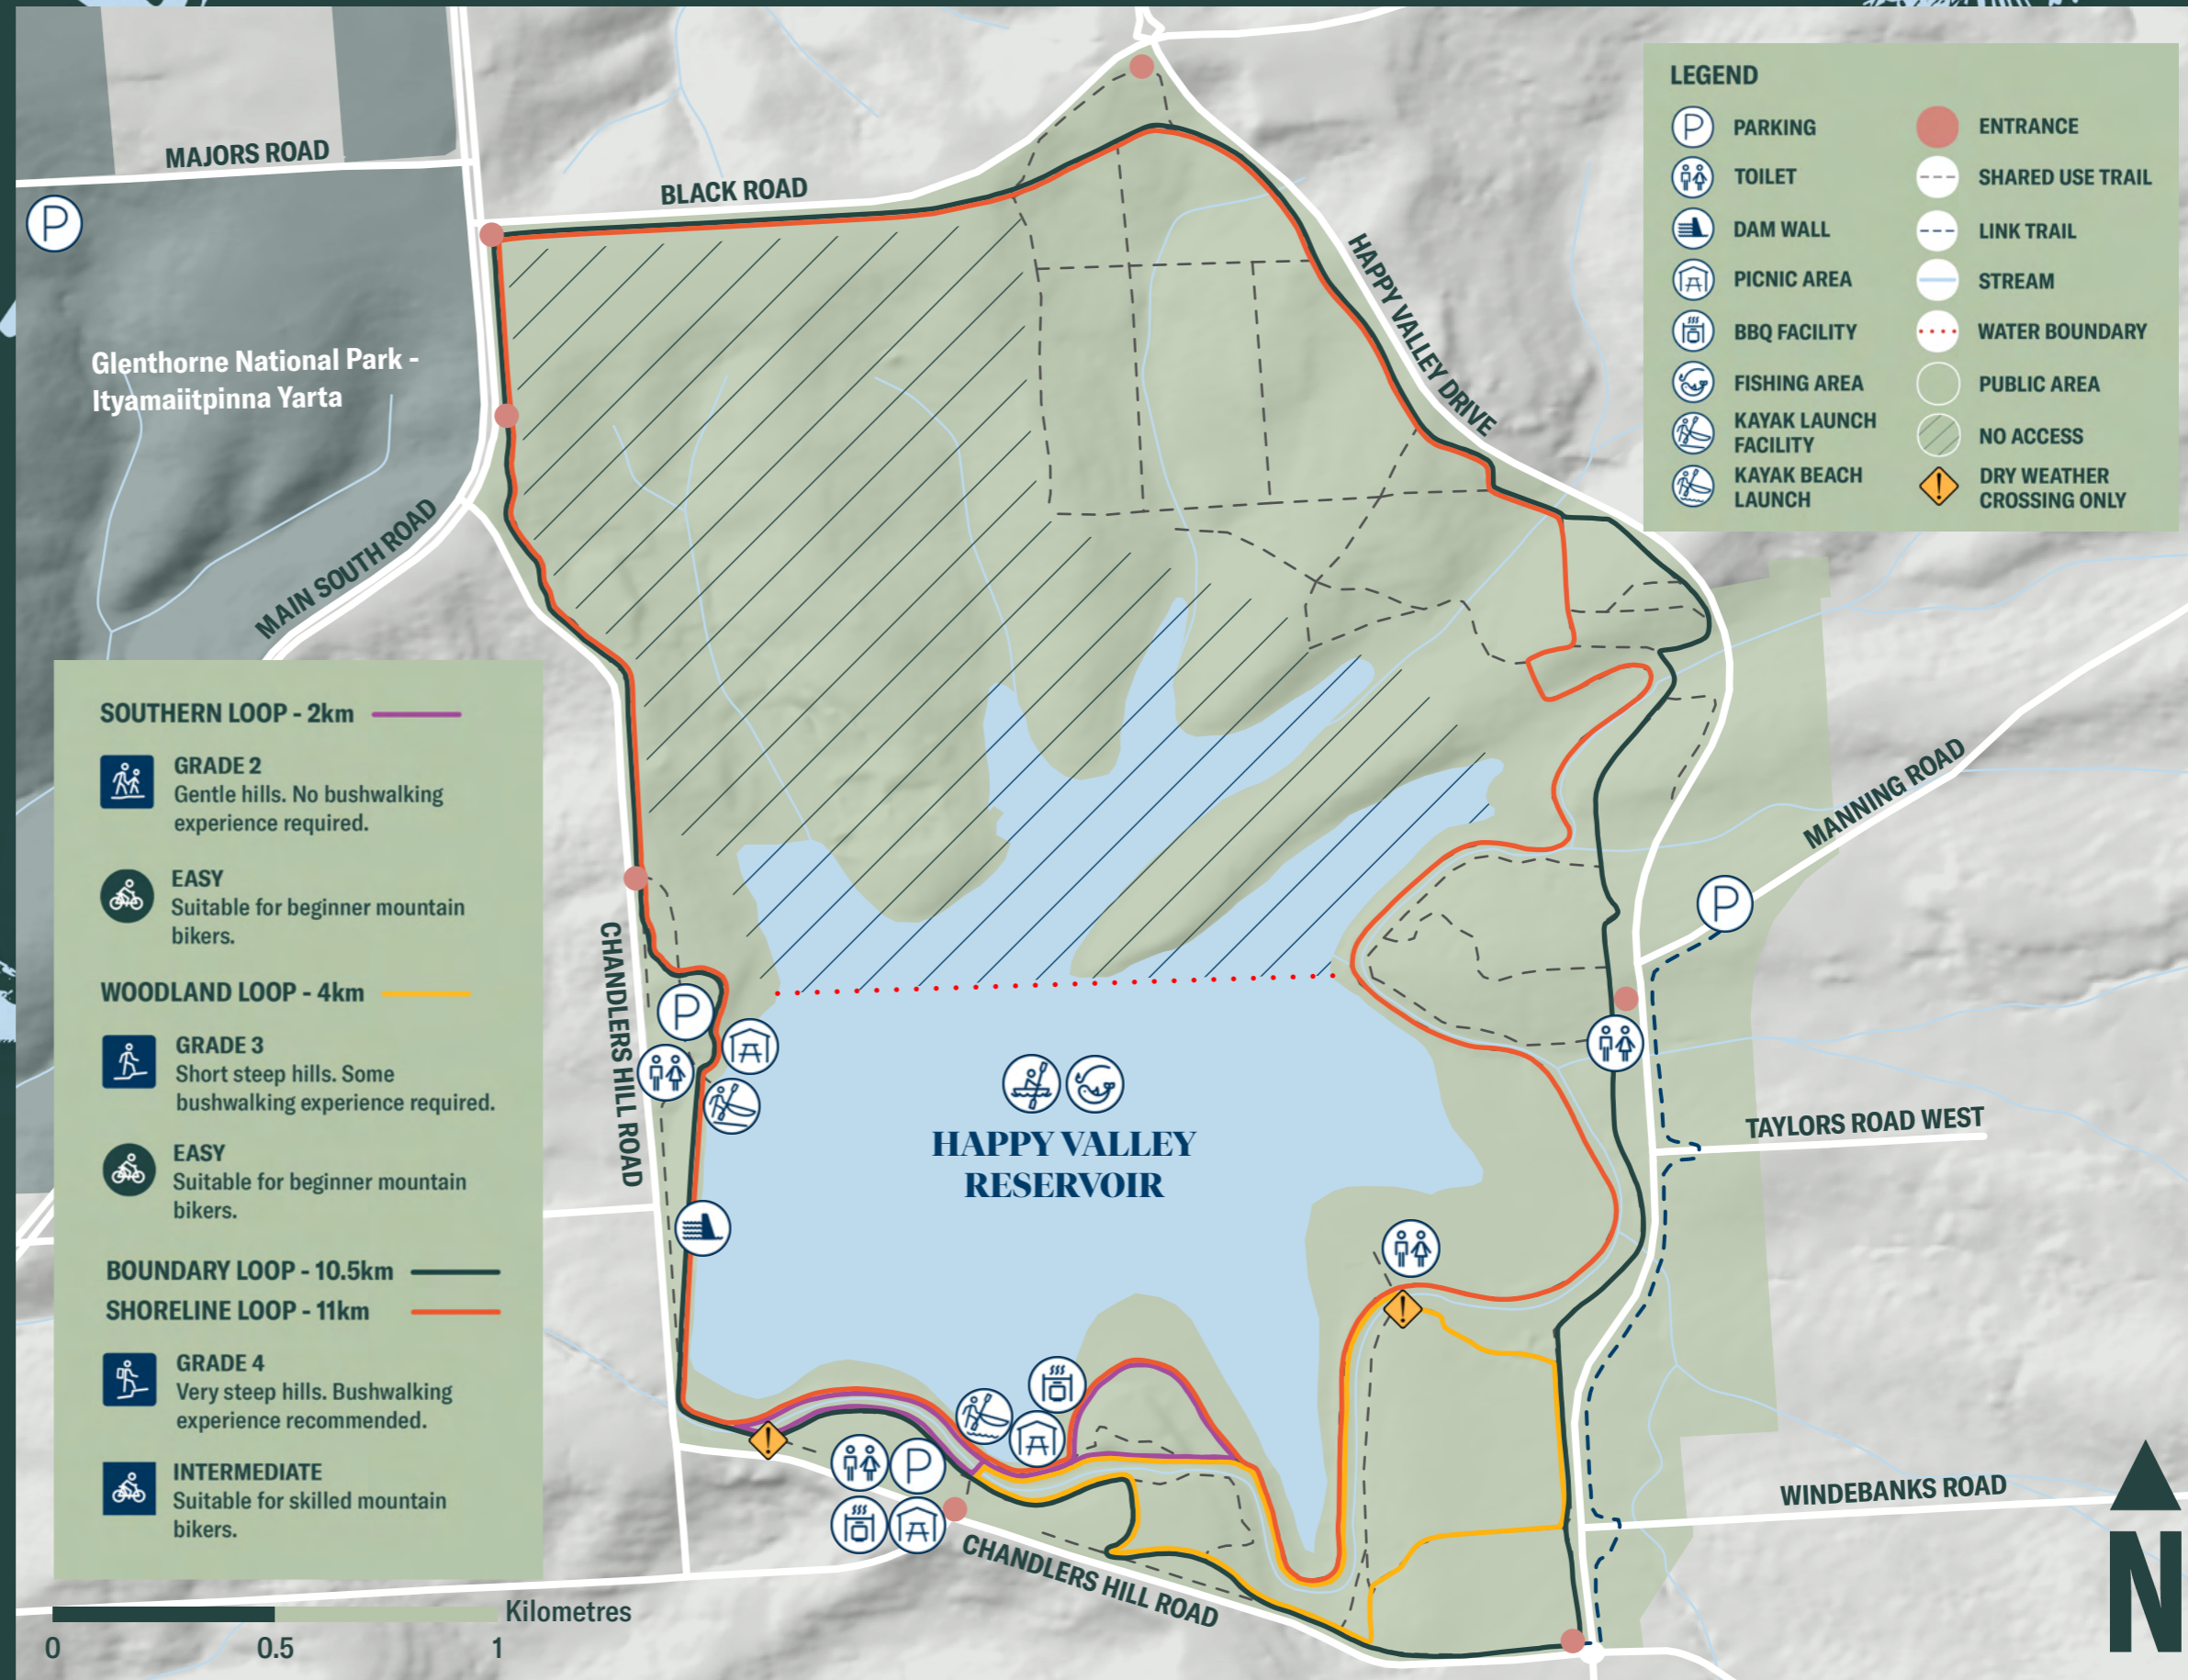 MAJORS ROAD
BLACK ROAD
P
Glenthorne National Park -
Ityamaiitpinna Yarta
MAIN SOUTH ROAD
HAPPY VALLEY DRIVE
LEGEND
P PARKING
TOILET
DAM WALL
PICNIC AREA
BBQ FACILITY
FISHING AREA
KAYAK LAUNCH
FACILITY
KAYAK BEACH
LAUNCH
ENTRANCE
SHARED USE TRAIL
LINK TRAIL
STREAM
WATER BOUNDARY
PUBLIC AREA
NO ACCESS
! DRY WEATHER
CROSSING ONLY
SOUTHERN LOOP - 2km
GRADE 2
Gentle hills. No bushwalking
experience required.
EASY
Suitable for beginner mountain
bikers.
WOODLAND LOOP - 4km
GRADE 3
Short steep hills. Some
bushwalking experience required.
EASY
Suitable for beginner mountain
bikers.
BOUNDARY LOOP - 10.5km
SHORELINE LOOP - 11km
GRADE 4
Very steep hills. Bushwalking
experience recommended.
INTERMEDIATE
Suitable for skilled mountain
bikers.
MANNING ROAD
P
CHANDLERS HILL ROAD
P
HAPPY VALLEY
RESERVOIR
TAYLORS ROAD WEST
!
!
P
WINDEBANKS ROAD
CHANDLERS HILL ROAD
N
Kilometres
0 0.5 1